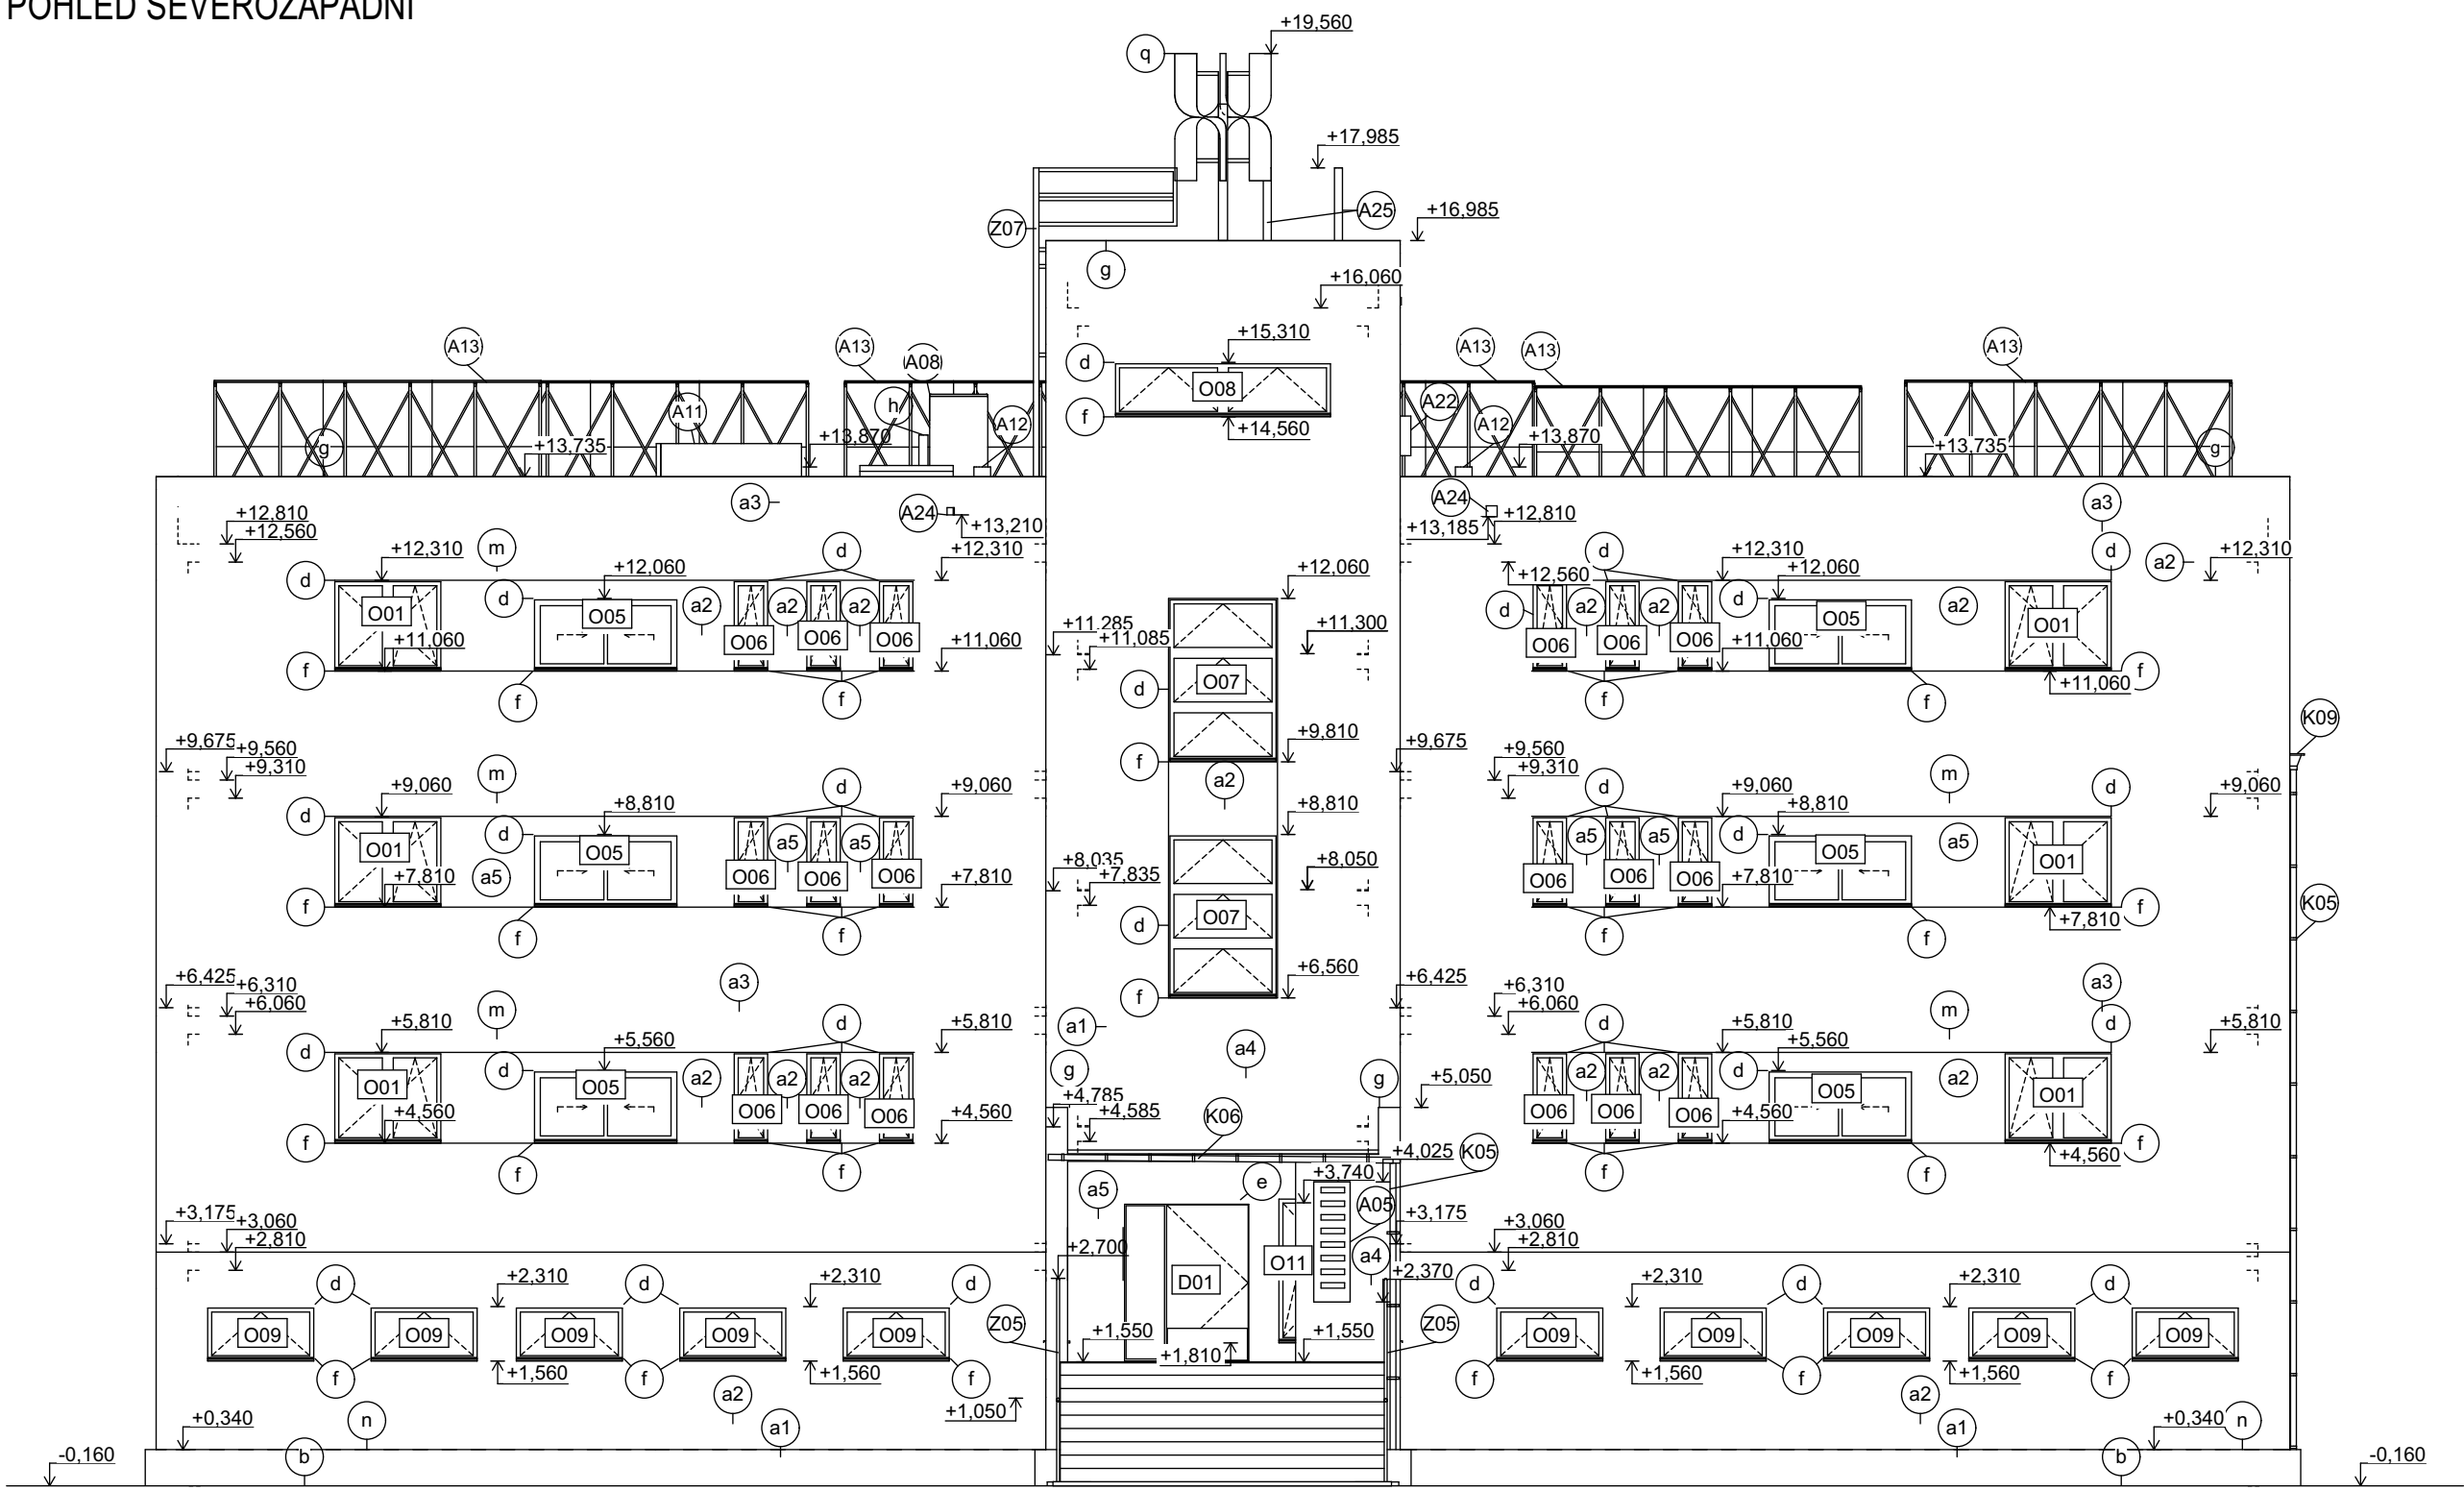 POHLED SEVEROZÁPADNÍ
+19,560
q
+17,985
A25
+16,985
Z07
g
+16,060
+15,310
A13
A13
A08
d
O08
A13
A13
A13
f
+14,560
h
A11
A12
A22
A12
g
+13,735
+13,870
+13,870
+13,735
g
a3
A24
+13,210
A24
+13,185
a3
+12,810
+12,560
+12,810
+12,560
+12,310
m
d
+12,310
d
+12,310
d
a2
+12,310
d
O01
d
+12,060
O05
a2
O06
a2
O06
a2
O06
+12,060
d
O06
a2
O06
a2
O06
d
+12,060
O05
a2
O01
+11,060
+11,060
+11,285
+11,085
+11,300
+11,060
+11,060
f
f
f
d
O07
f
f
f
+9,810
K09
+9,675
+9,560
+9,310
f
a2
+9,675
+9,560
+9,310
+9,060
m
d
+9,060
+9,060
d
m
d
+9,060
d
O01
d
+8,810
O05
a5
O06
a5
O06
a5
O06
+8,810
O06
a5
O06
a5
O06
d
+8,810
O05
a5
O01
+7,810
+7,810
+8,035
+7,835
+8,050
+7,810
+7,810
f
f
f
d
O07
f
f
f
K05
+6,560
+6,425
+6,310
+6,060
a3
f
+6,425
+6,310
+6,060
a3
+5,810
m
d
+5,810
a1
a4
d
+5,810
m
d
+5,810
d
O01
d
+5,560
O05
a2
O06
a2
O06
a2
O06
g
g
+5,050
O06
a2
O06
a2
O06
d
+5,560
O05
a2
O01
+4,560
+4,560
+4,785
+4,585
K06
+4,560
+4,560
f
f
f
+4,025
K05
f
f
f
+3,740
a5
e
A05
+3,175
+3,060
+2,810
+3,175
+3,060
+2,810
+2,700
D01
O11
a4
+2,370
d
+2,310
d
+2,310
d
d
+2,310
d
+2,310
d
O09
O09
O09
O09
O09
Z05
+1,550
+1,810
+1,550
Z05
O09
O09
O09
O09
O09
f
+1,560
f
+1,560
f
f
+1,560
f
+1,560
f
a2
+1,050
a2
+0,340
n
a1
a1
+0,340
n
-0,160
b
b
-0,160